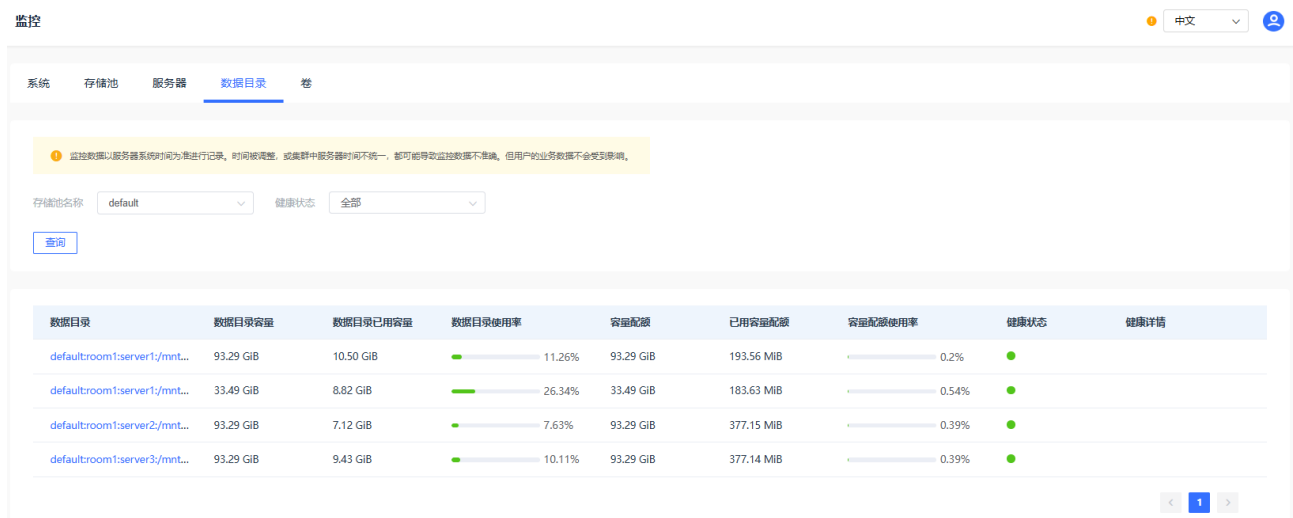 监控
中文
系统 存储池 服务器 数据目录 卷
监控数据以服务器系统时间为准进行记录。时间被调整，或集群中服务器时间不统一，都可能导致监控数据不准确。但用户的业务数据不会受到影响。
存储池名称 default 健康状态 全部
查询
数据目录 数据目录容量 数据目录已用容量 数据目录使用率 容量配额 已用容量配额 容量配额使用率 健康状态 健康详情
default:room1:server1:/mnt... 93.29 GiB 10.50 GiB 11.26% 93.29 GiB 193.56 MiB 0.2%
default:room1:server1:/mnt... 33.49 GiB 8.82 GiB 26.34% 33.49 GiB 183.63 MiB 0.54%
default:room1:server2:/mnt... 93.29 GiB 7.12 GiB 7.63% 93.29 GiB 377.15 MiB 0.39%
default:room1:server3:/mnt... 93.29 GiB 9.43 GiB 10.11% 93.29 GiB 377.14 MiB 0.39%
< 1 >